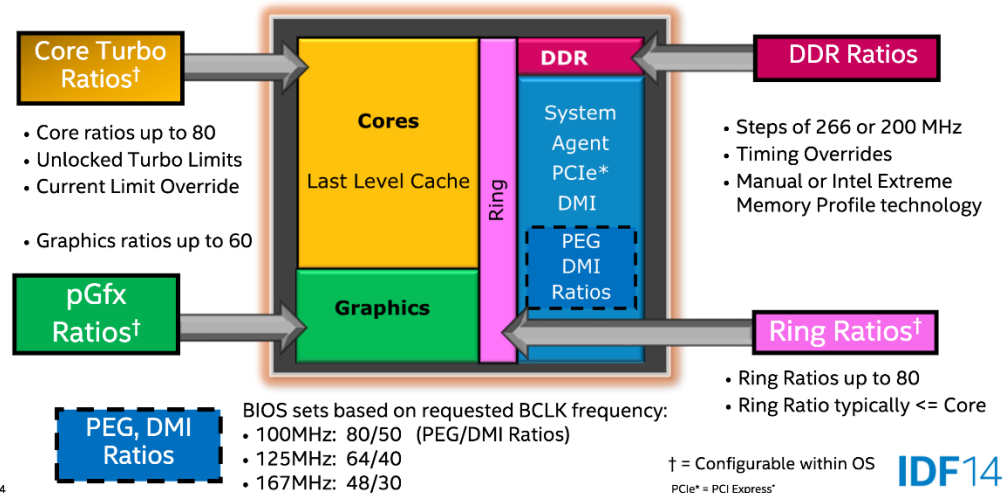 Core Turbo
Ratios†
• Core ratios up to 80
• Unlocked Turbo Limits
• Current Limit Override
• Graphics ratios up to 60
pGfx
Ratios†
Cores
Last Level Cache
Graphics
Ring
DDR
System
Agent
PCIe*
DMI
PEG
DMI
Ratios
DDR Ratios
• Steps of 266 or 200 MHz
• Timing Overrides
• Manual or Intel Extreme
Memory Profile technology
Ring Ratios†
• Ring Ratios up to 80
• Ring Ratio typically <= Core
PEG, DMI
Ratios
BIOS sets based on requested BCLK frequency:
• 100MHz: 80/50 (PEG/DMI Ratios)
• 125MHz: 64/40
• 167MHz: 48/30
† = Configurable within OS
PCIe* = PCI Express*
IDF14
4